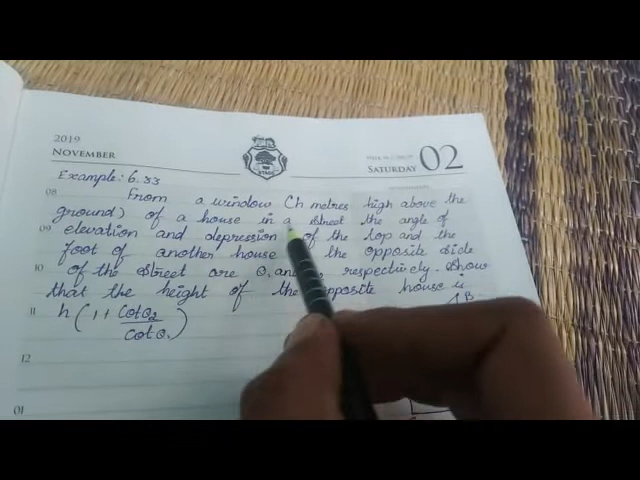 2019
NOVEMBER
SATURDAY 02
Example: 6.33
08 From a window (h metres high above the
ground) of a house in a street the angle of
09 elevation and depression of the top and the
foot of another house the opposite side
10 of the street are θ₁ and respectively. Show
that the height of the opposite house is
11 h (1+ Cotθ₂/Cotθ₁)
12
01